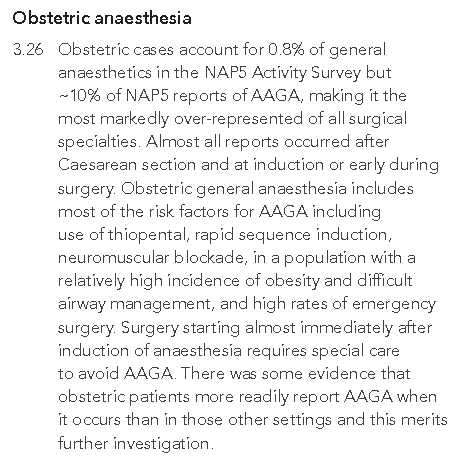 Obstetric anaesthesia
3.26 Obstetric cases account for 0.8% of general
anaesthetics in the NAP5 Activity Survey but
~10% of NAP5 reports of AAGA, making it the
most markedly over-represented of all surgical
specialties. Almost all reports occurred after
Caesarean section and at induction or early during
surgery. Obstetric general anaesthesia includes
most of the risk factors for AAGA including
use of thiopental, rapid sequence induction,
neuromuscular blockade, in a population with a
relatively high incidence of obesity and difficult
airway management, and high rates of emergency
surgery. Surgery starting almost immediately after
induction of anaesthesia requires special care
to avoid AAGA. There was some evidence that
obstetric patients more readily report AAGA when
it occurs than in those other settings and this merits
further investigation.